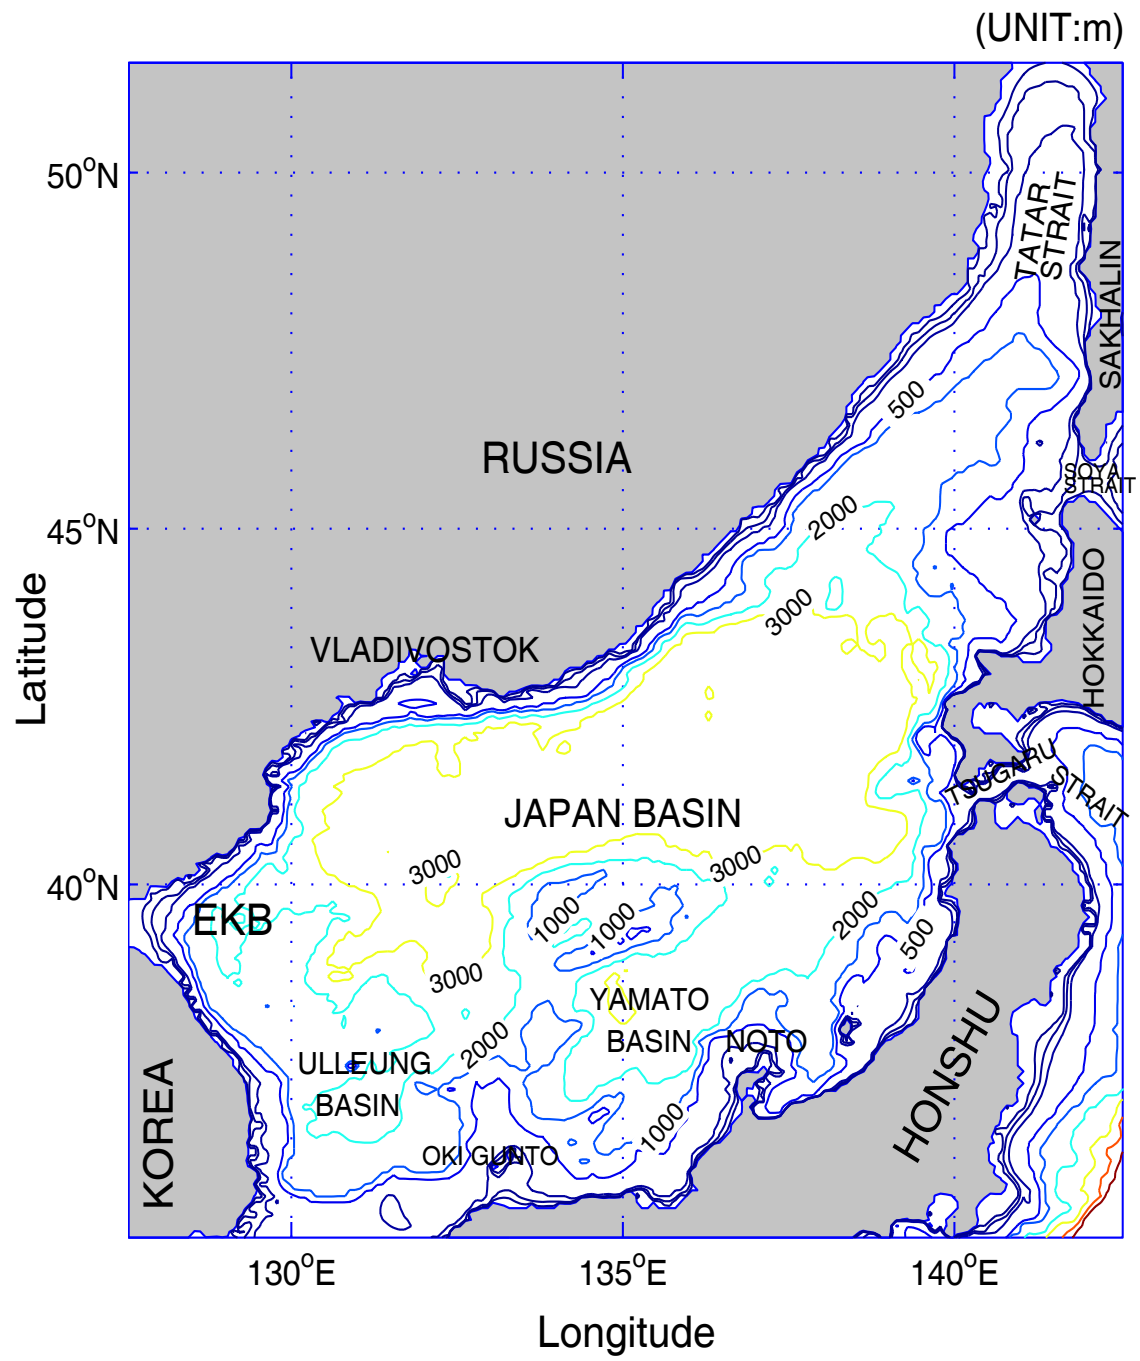 (UNIT:m)
50°N
TATAR
STRAIT
SAKHALIN
500
RUSSIA
SOYA
STRAIT
2000
45°N
HOKKAIDO
3000
VLADIVOSTOK
Latitude
TSUGARU
STRAIT
JAPAN BASIN
3000
3000
40°N
EKB
1000
1000
2000
500
3000
YAMATO
BASIN
NOTO
2000
ULLEUNG
BASIN
HONSHU
KOREA
1000
OKI GUNTO
130°E
135°E
140°E
Longitude